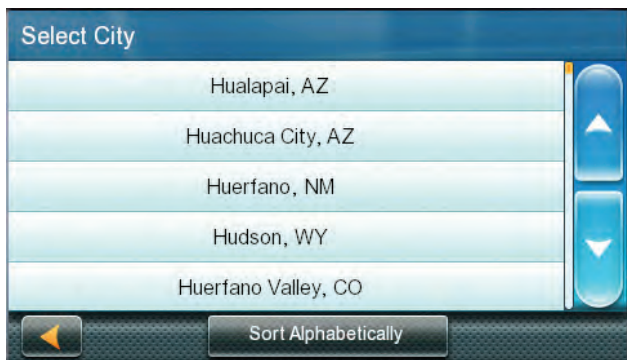 Select City
Hualapai, AZ
Huachuca City, AZ
Huerfano, NM
Hudson, WY
Huerfano Valley, CO
Sort Alphabetically